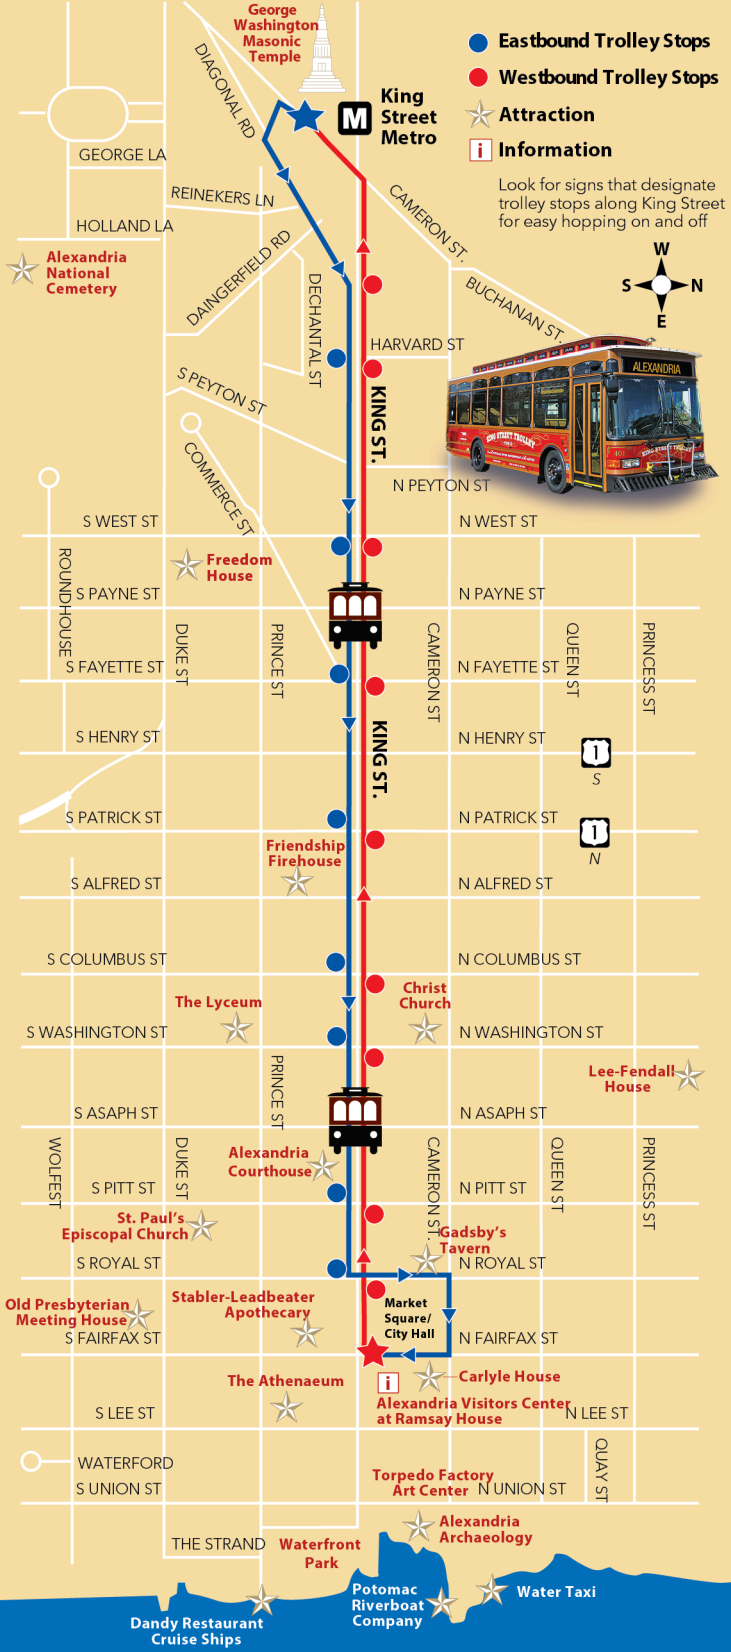 George
Washington
Masonic
Temple
Eastbound Trolley Stops
Westbound Trolley Stops
Attraction
i Information
Look for signs that designate
trolley stops along King Street
for easy hopping on and off
M
King
Street
Metro
DIAGONAL RD
GEORGE LA
REINEKERS LN
HOLLAND LA
CAMERON ST.
W
S N
E
Alexandria
National
Cemetery
DAINGERFIELD RD
DECHANTAL ST
BUCHANAN ST.
HARVARD ST
ALEXANDRIA
KING STREET TROLLEY
KING STREET TROLLEY
S PEYTON ST
KING ST.
COMMERCE ST
N PEYTON ST
S WEST ST
N WEST ST
ROUNDHOUSE
Freedom
House
S PAYNE ST
N PAYNE ST
DUKE ST
PRINCE ST
CAMERON ST
QUEEN ST
PRINCESS ST
S FAYETTE ST
N FAYETTE ST
S HENRY ST
KING ST.
N HENRY ST
1
S
S PATRICK ST
N PATRICK ST
1
N
Friendship
Firehouse
S ALFRED ST
N ALFRED ST
S COLUMBUS ST
N COLUMBUS ST
The Lyceum
Christ
Church
S WASHINGTON ST
N WASHINGTON ST
Lee-Fendall
House
PRINCE ST
S ASAPH ST
N ASAPH ST
WOLFEST
DUKE ST
Alexandria
Courthouse
CAMERON ST.
QUEEN ST
PRINCESS ST
S PITT ST
N PITT ST
St. Paul's
Episcopal Church
Gadsby's
Tavern
S ROYAL ST
N ROYAL ST
Old Presbyterian
Meeting House
Stabler-Leadbeater
Apothecary
Market
Square/
City Hall
S FAIRFAX ST
N FAIRFAX ST
The Athenaeum
i
Carlyle House
Alexandria Visitors Center
at Ramsay House
S LEE ST
N LEE ST
QUAY ST
WATERFORD
S UNION ST
Torpedo Factory
Art Center
N UNION ST
THE STRAND
Waterfront
Park
Alexandria
Archaeology
Dandy Restaurant
Cruise Ships
Potomac
Riverboat
Company
Water Taxi